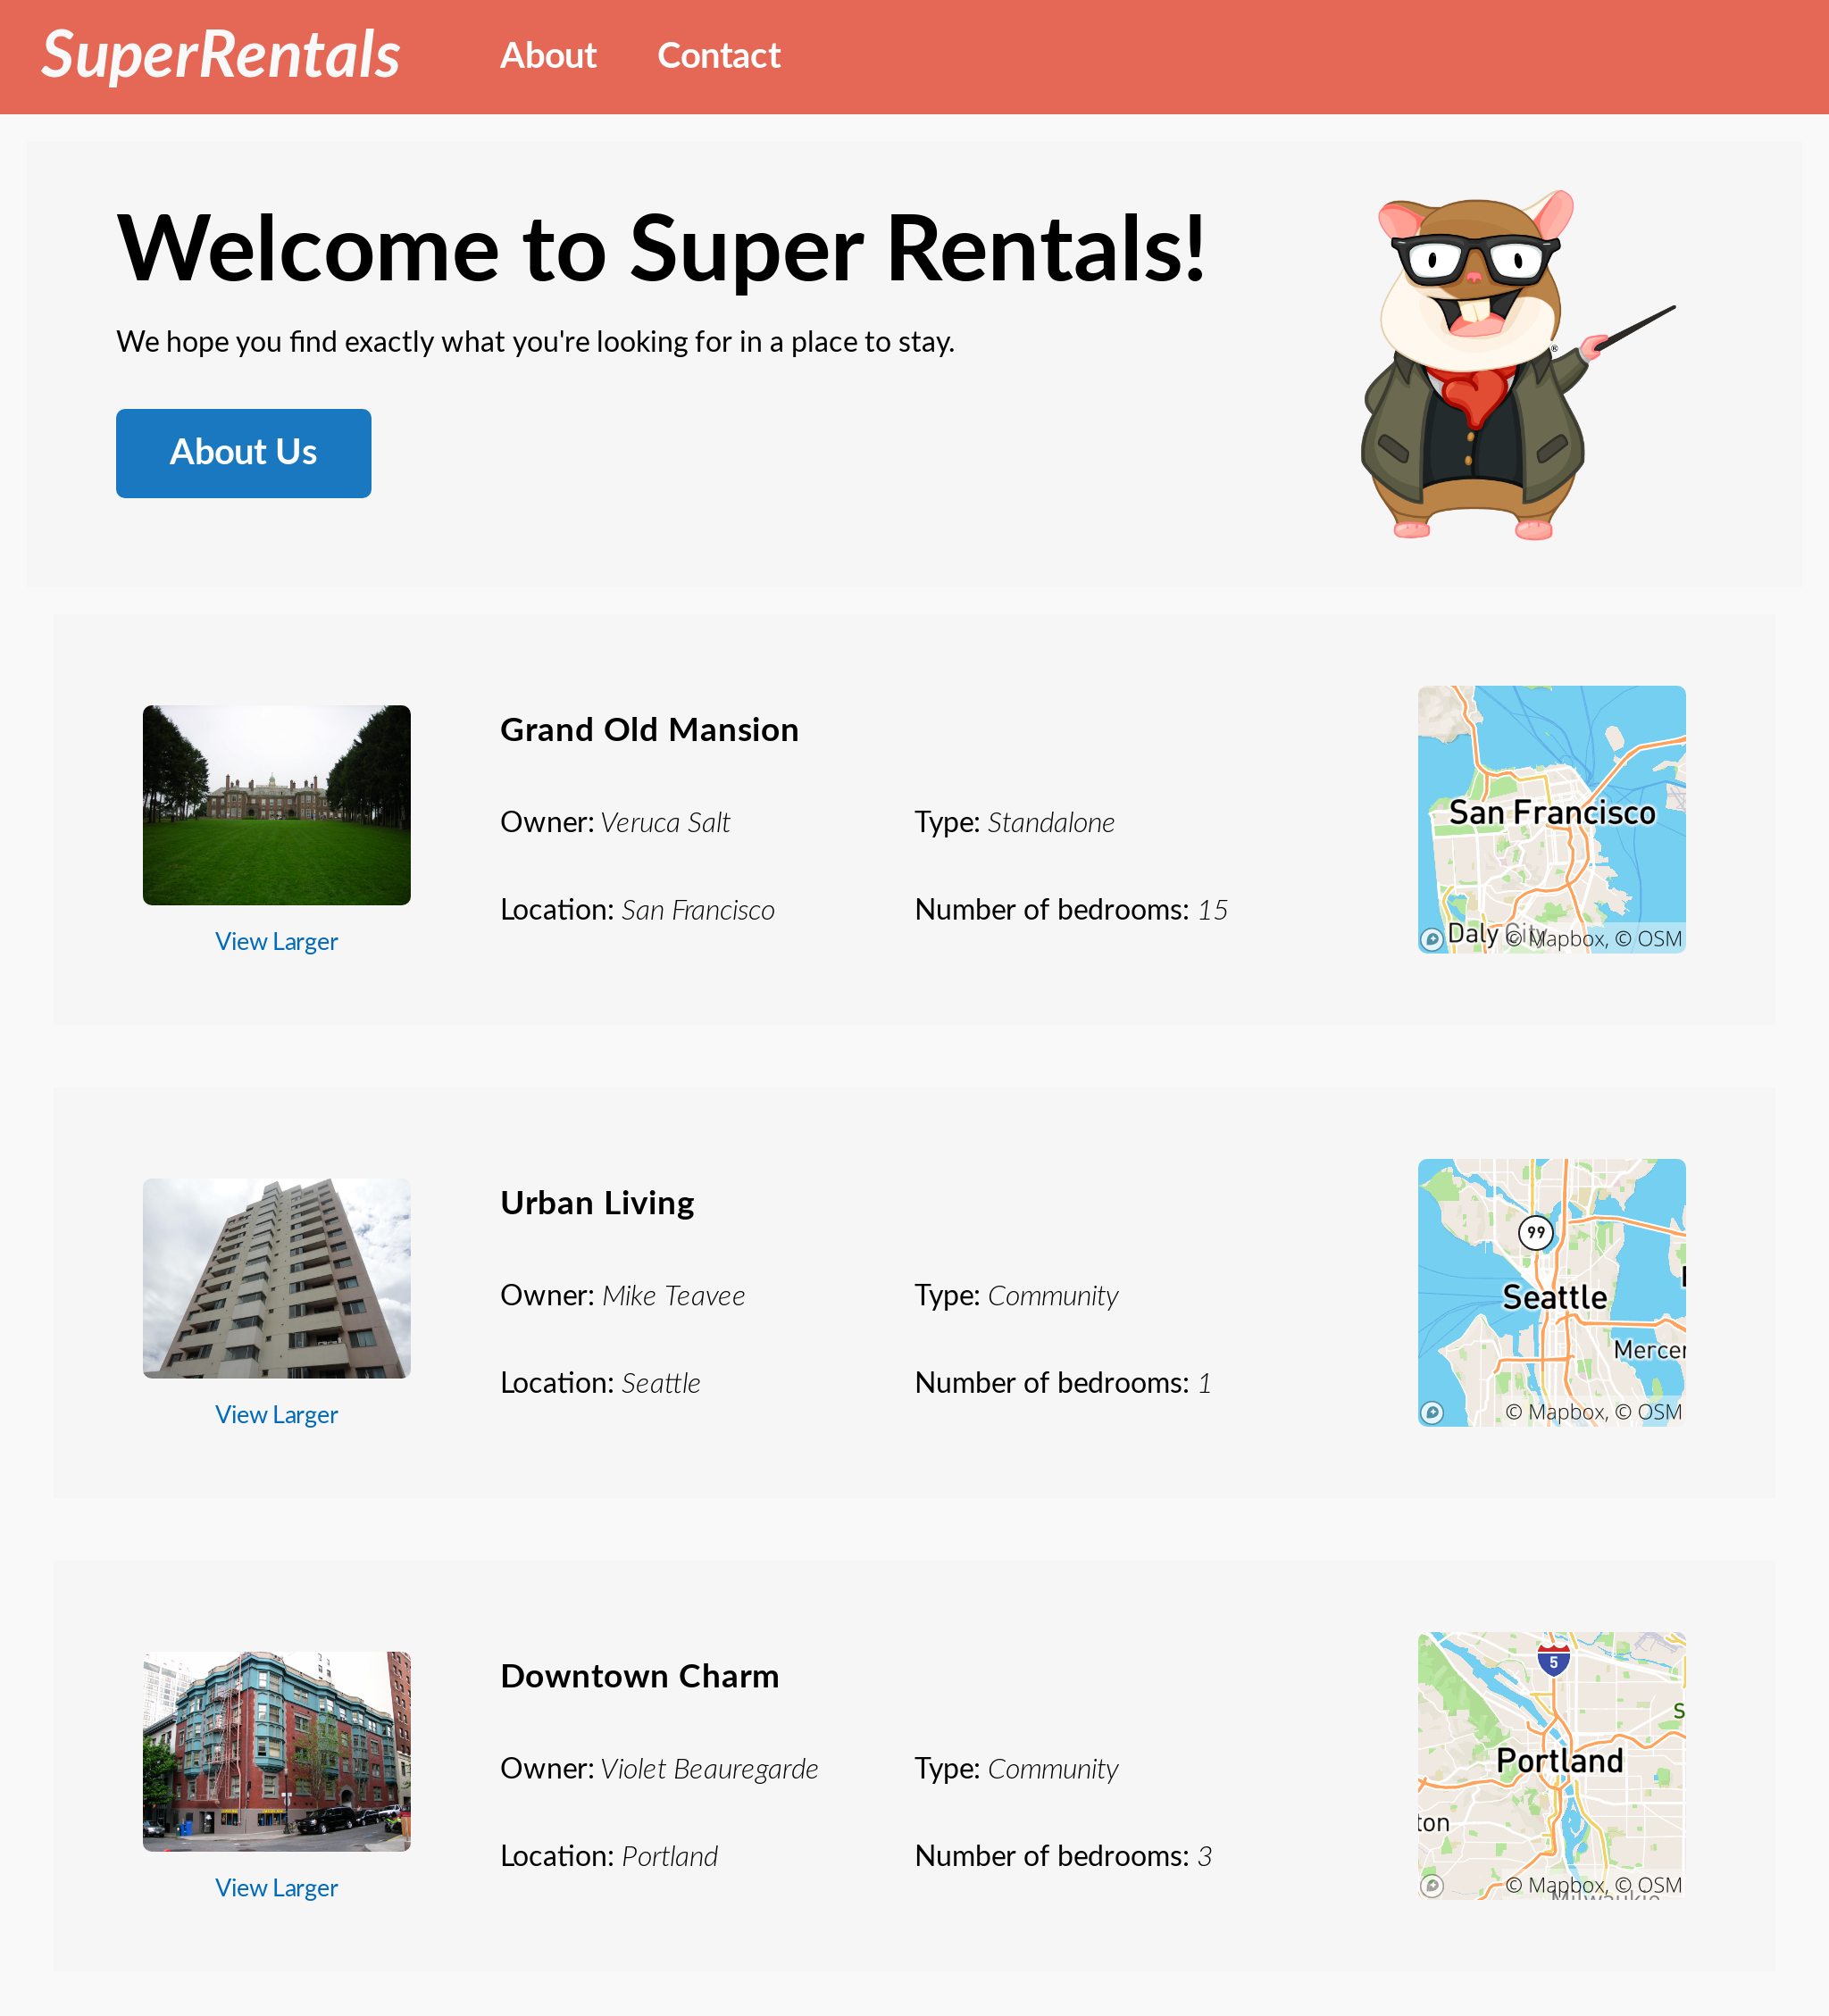 SuperRentals About Contact
Welcome to Super Rentals!
We hope you find exactly what you're looking for in a place to stay.
About Us
®
Grand Old Mansion
Owner: Veruca Salt Type: Standalone
Location: San Francisco Number of bedrooms: 15
View Larger
San Francisco
Daly City
© Mapbox, © OSM
Urban Living
Owner: Mike Teavee Type: Community
Location: Seattle Number of bedrooms: 1
View Larger
99
Seattle
Mercer
© Mapbox, © OSM
Downtown Charm
Owner: Violet Beauregarde Type: Community
Location: Portland Number of bedrooms: 3
View Larger
5
S
Portland
ton
© Mapbox, © OSM
Milwaukie